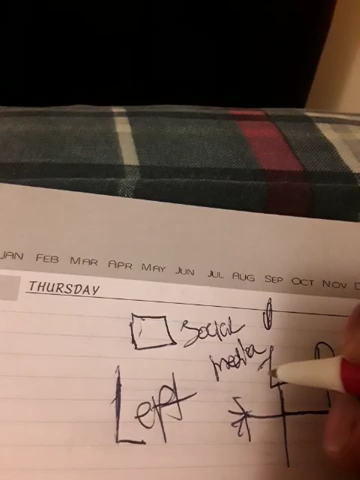 JAN FEB MAR APR MAY JUN JUL AUG SEP OCT NOV
THURSDAY
Social
media
Left